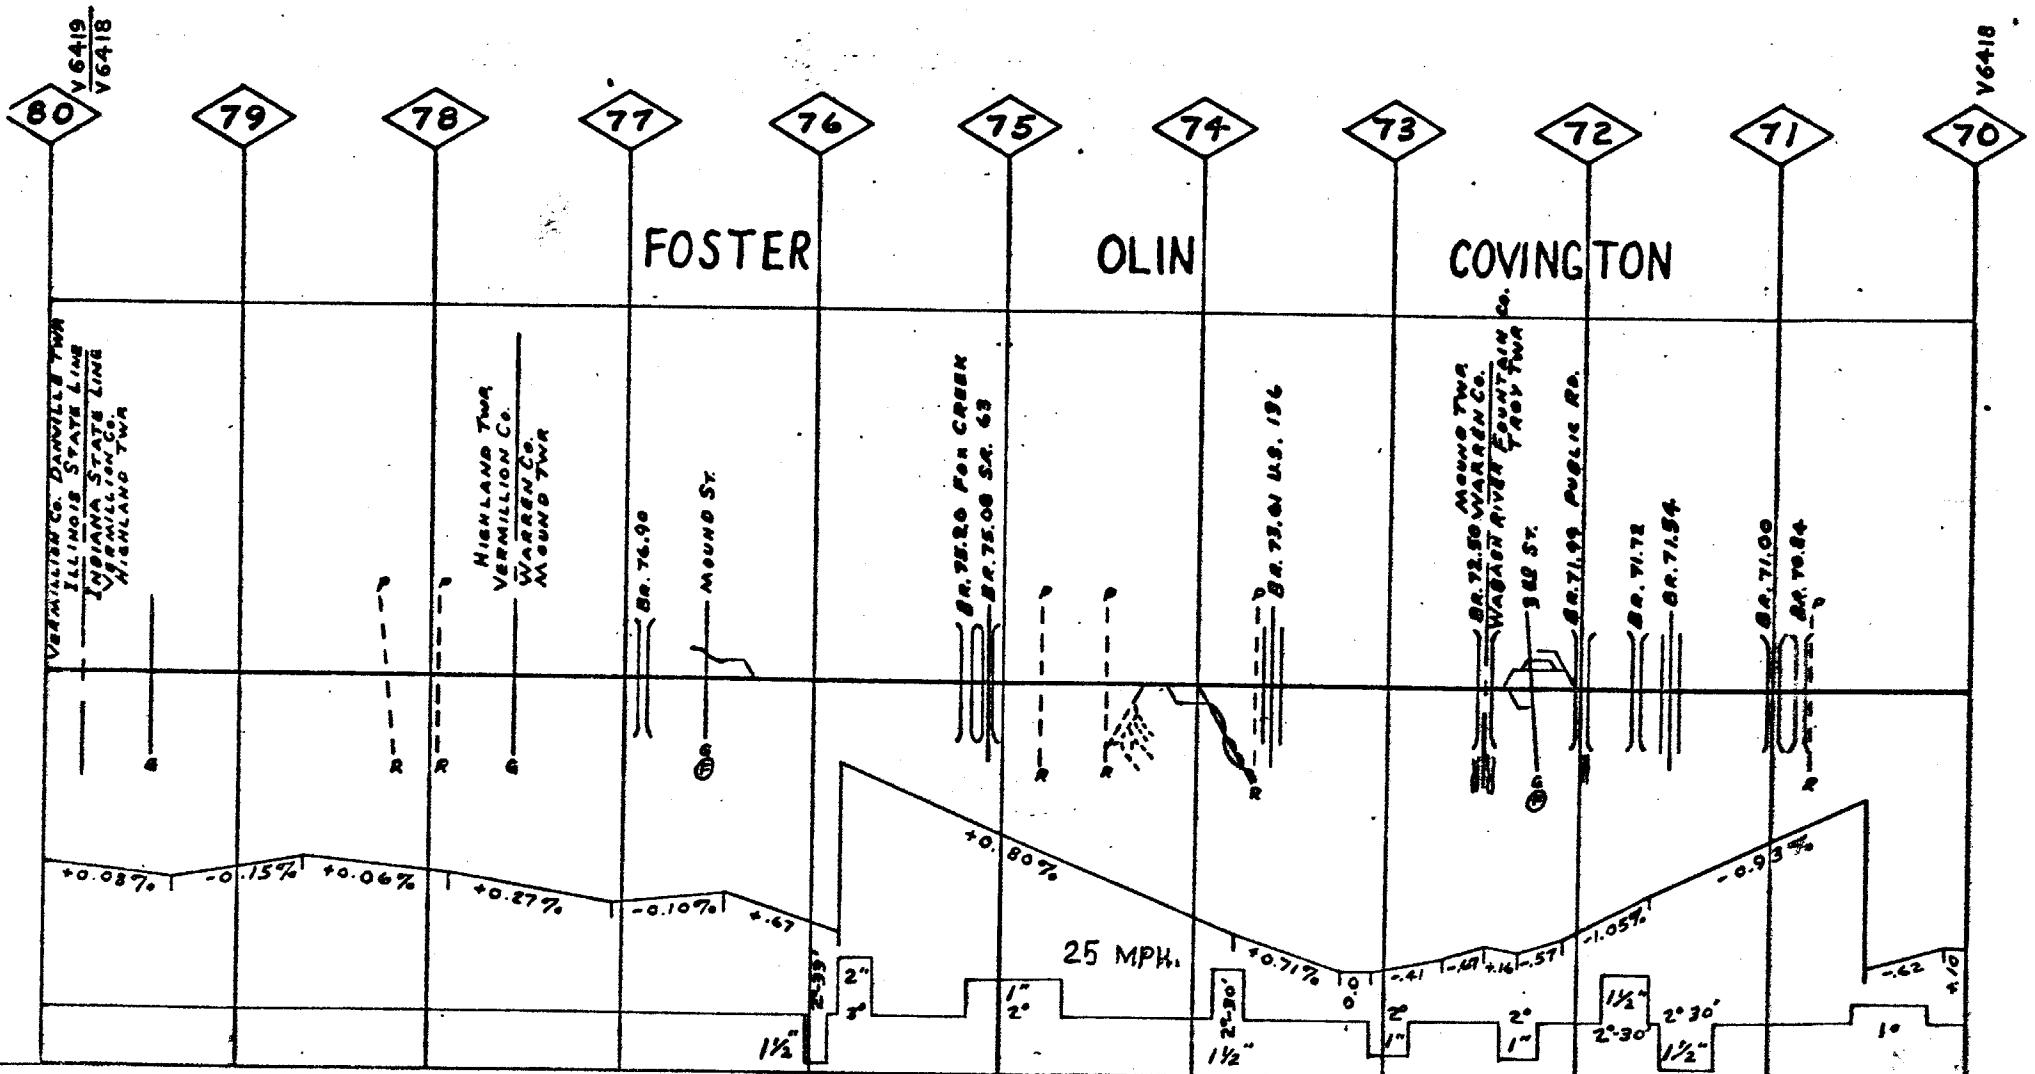 V6419
V6418
V6418
80
79
78
77
76
75
74
73
72
71
70
FOSTER
OLIN
COVINGTON
VERMILLION Co. DANVILLE TWP
ILLINOIS STATE LINE
INDIANA STATE LINE
VERMILLION Co.
HIGHLAND TWP
G
P
R
P
R
HIGHLAND TWP.
VERMILLION Co.
WARREN Co.
MOUND TWP
G
BR. 76.90
MOUND ST.
G
BR. 75.20 POR CREEK
BR. 75.08 S.R. 63
P
R
P
R
P
R
BR. 73.61 U.S. 136
MOUND TWP.
BR. 72.50 WARREN Co.
WABASH RIVER FOUNTAIN Co.
TROY TWP
3RD ST.
G
BR. 71.99 PUBLIC RD.
BR. 71.72
BR. 71.54
BR. 71.00
BR. 70.84
P
R
-0.15%
+0.06%
+0.27%
-0.10%
+.67
+0.80%
+0.71%
0.0
-.41
-.67
+.16
-.57
-1.05%
-0.93%
-.62
+.10
25 MPH.
1½"
2"
3°
1"
2°
2°-30'
1½"
2°
1"
2°
1"
1½"
2°-30'
2° 30'
1½"
1°